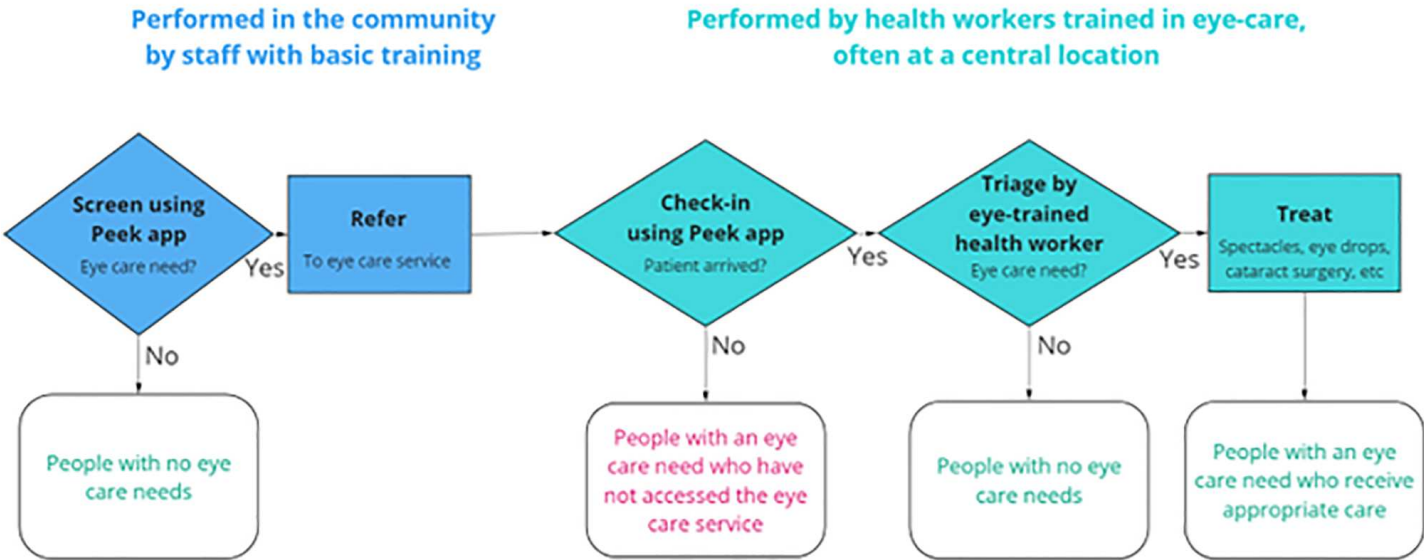 Performed in the community
by staff with basic training
Performed by health workers trained in eye-care,
often at a central location
Screen using
Peek app
Eye care need?
Yes
No
Refer
To eye care service
Check-in
using Peek app
Patient arrived?
Yes
No
Triage by
eye-trained
health worker
Eye care need?
Yes
No
Treat
Spectacles, eye drops,
cataract surgery, etc
People with no eye
care needs
People with an eye
care need who have
not accessed the eye
care service
People with no eye
care needs
People with an eye
care need who receive
appropriate care